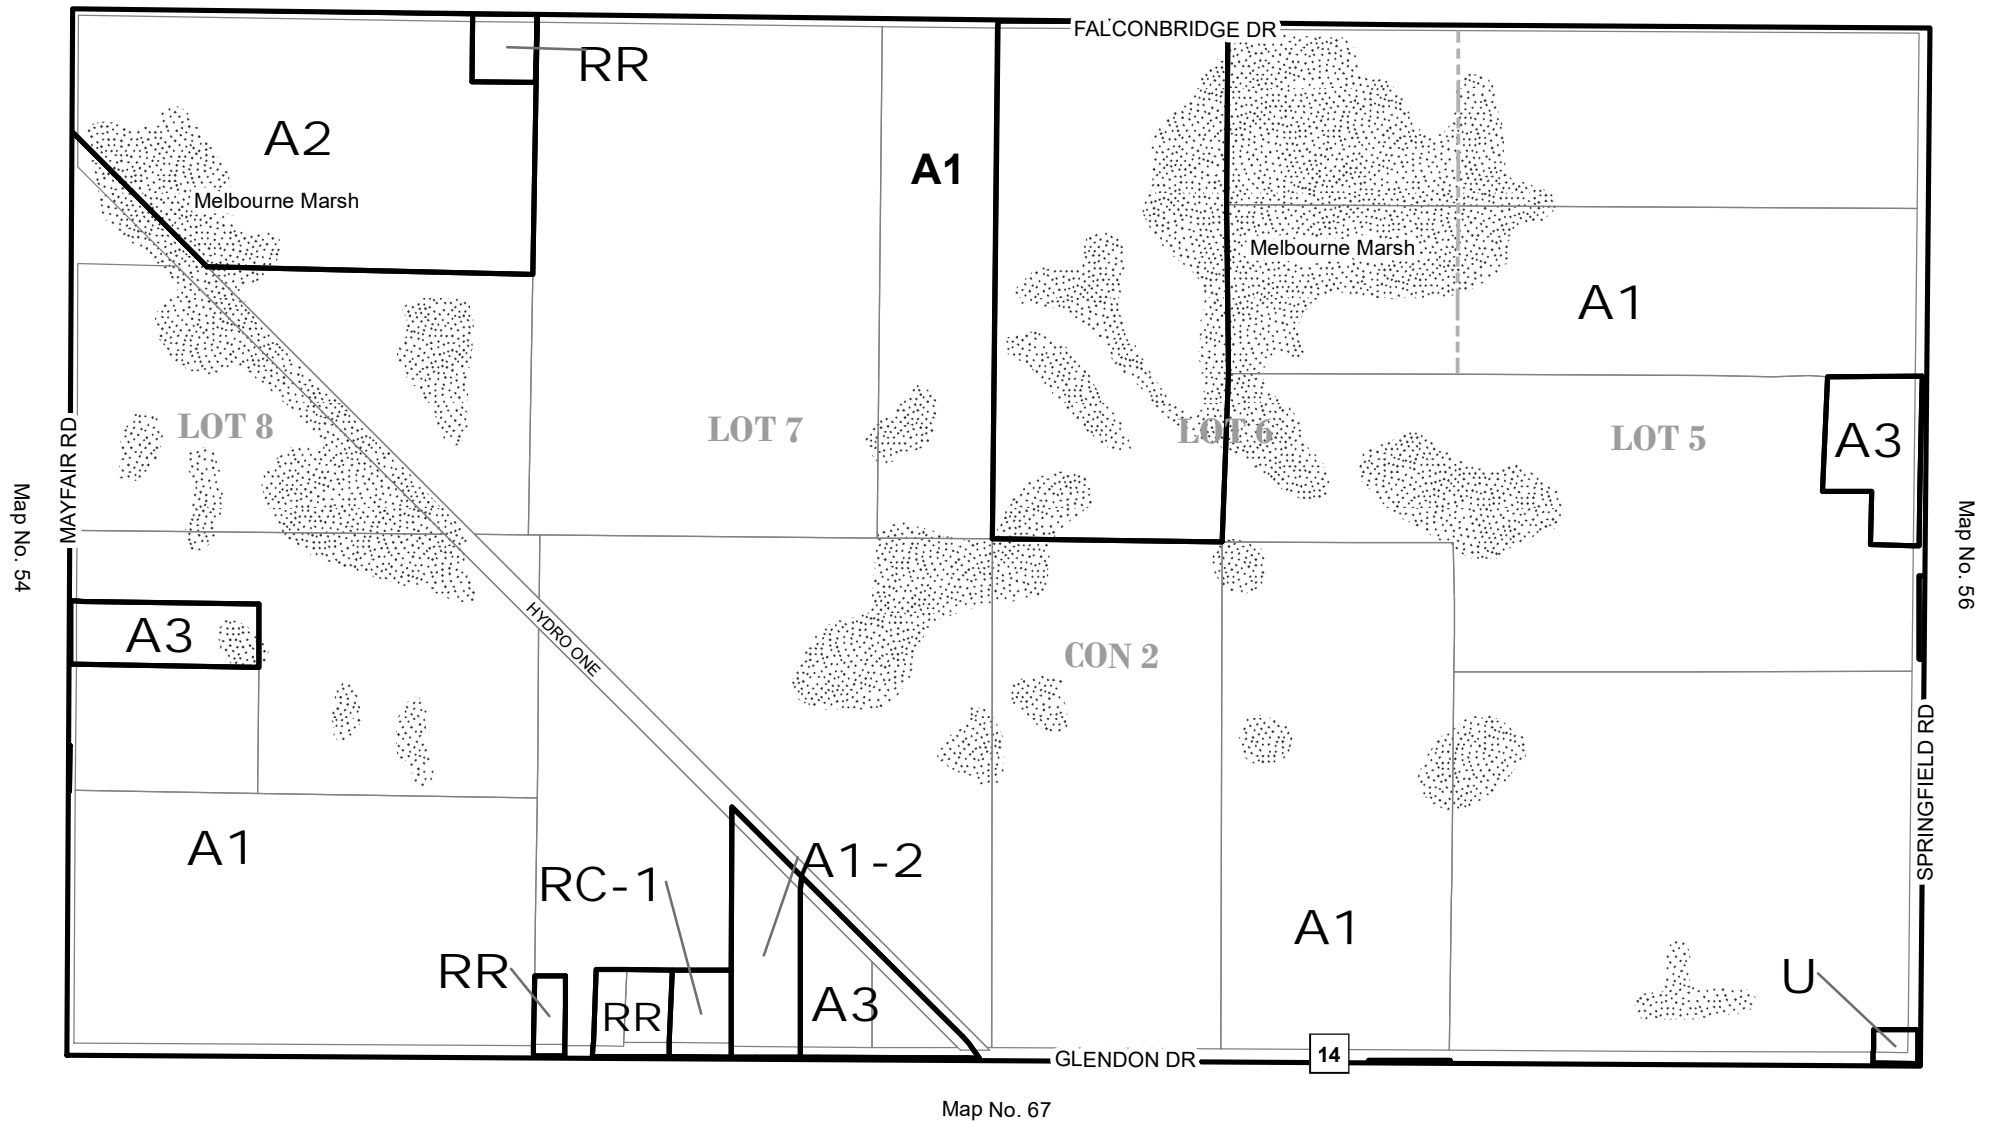 FALCONBRIDGE DR
RR
A2
A1
Melbourne Marsh
Melbourne Marsh
A1
LOT 8
LOT 7
LOT 6
LOT 5
A3
MAYFAIR RD
Map No. 54
Map No. 56
A3
HYDRO ONE
CON 2
SPRINGFIELD RD
A1
A1-2
RC-1
A1
RR
RR
A3
U
GLENDON DR
14
Map No. 67